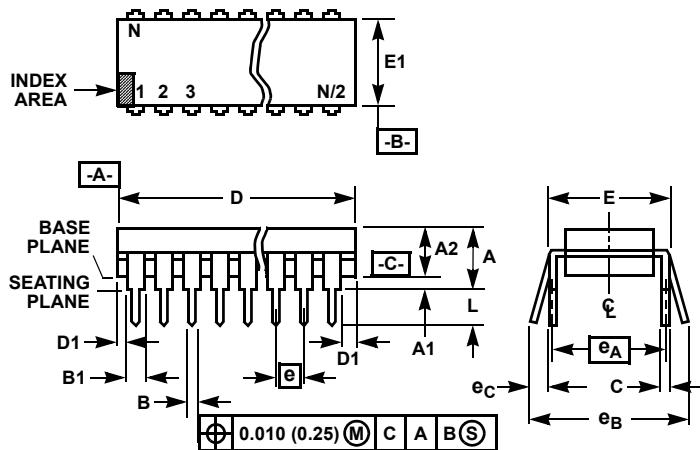 N
E1
INDEX
AREA
1 2 3 N/2
-B-
-A-
D
E
BASE
PLANE
A2
A
-C-
SEATING
PLANE
L
C
L
D1
A1
D1
eA
B1
e
eC
C
B
eB
0.010 (0.25) M C A B S